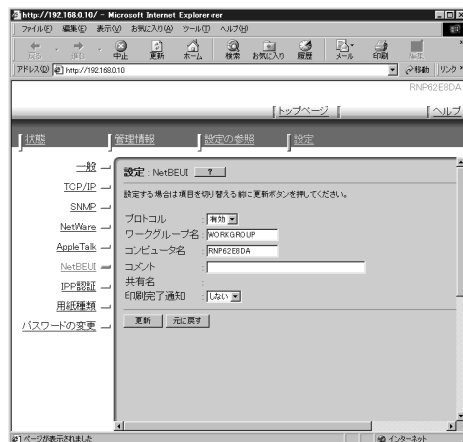 http://192.168.0.10/ - Microsoft Internet Explorer rer
ファイル(F) 編集(E) 表示(V) お気に入り(A) ツール(T) ヘルプ(H)
戻る 進む 中止 更新 ホーム 検索 お気に入り 履歴 メール 印刷 編集
アドレス(D) http://192.168.0.10 移動 リンク
RNP62E8DA
[トップページ [ヘルプ
[状態 [管理情報 [設定の参照 [設定
一般
TCP/IP
SNMP
NetWare
AppleTalk
NetBEUI
IPP認証
用紙種類
パスワードの変更
設定 : NetBEUI ?
設定する場合は項目を切り替える前に更新ボタンを押してください。
プロトコル : 有効
ワークグループ名 : WORKGROUP
コンピュータ名 : RNP62E8DA
コメント :
共有名 :
印刷完了通知 : しない
更新 元に戻す
ページが表示されました インターネット